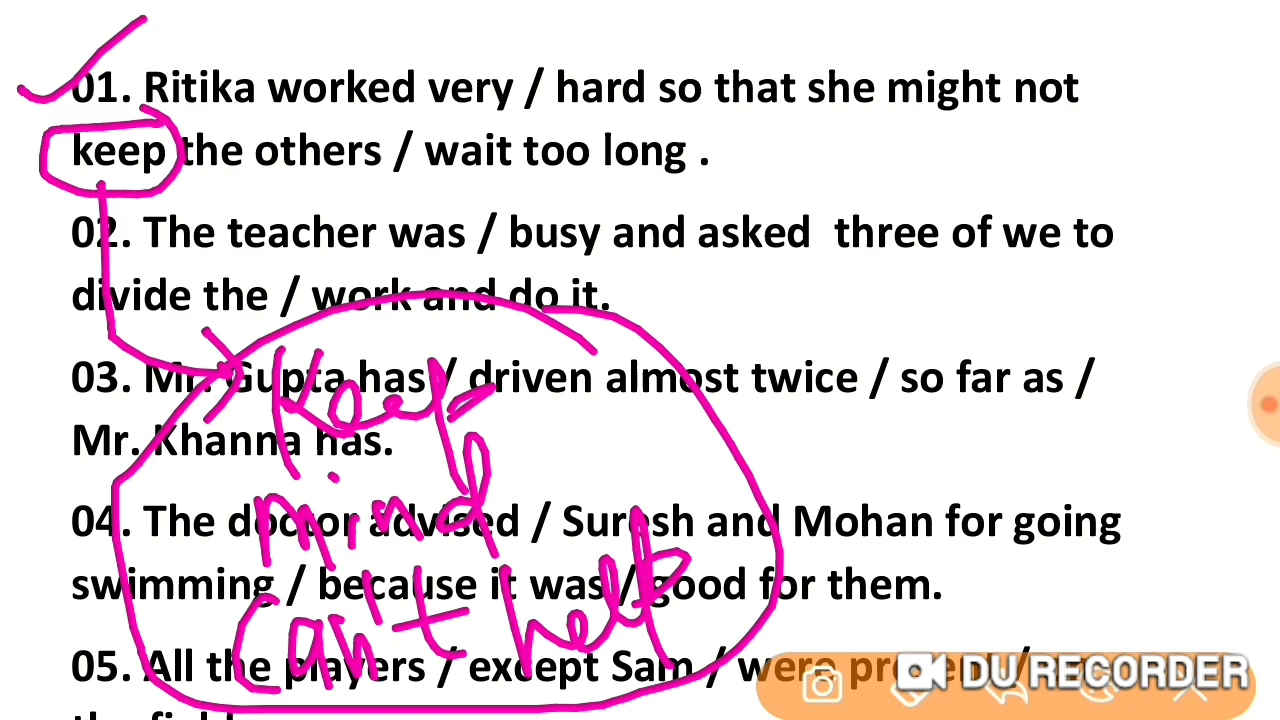 01. Ritika worked very / hard so that she might not
keep the others / wait too long .
02. The teacher was / busy and asked three of we to
divide the / work and do it.
03. Mr. Gupta has / driven almost twice / so far as /
Mr. Khanna has.
Keep
04. The doctor advised / Suresh and Mohan for going
mind
swimming / because it was / good for them.
can't help
05. All the players / except Sam / were present /
DU RECORDER